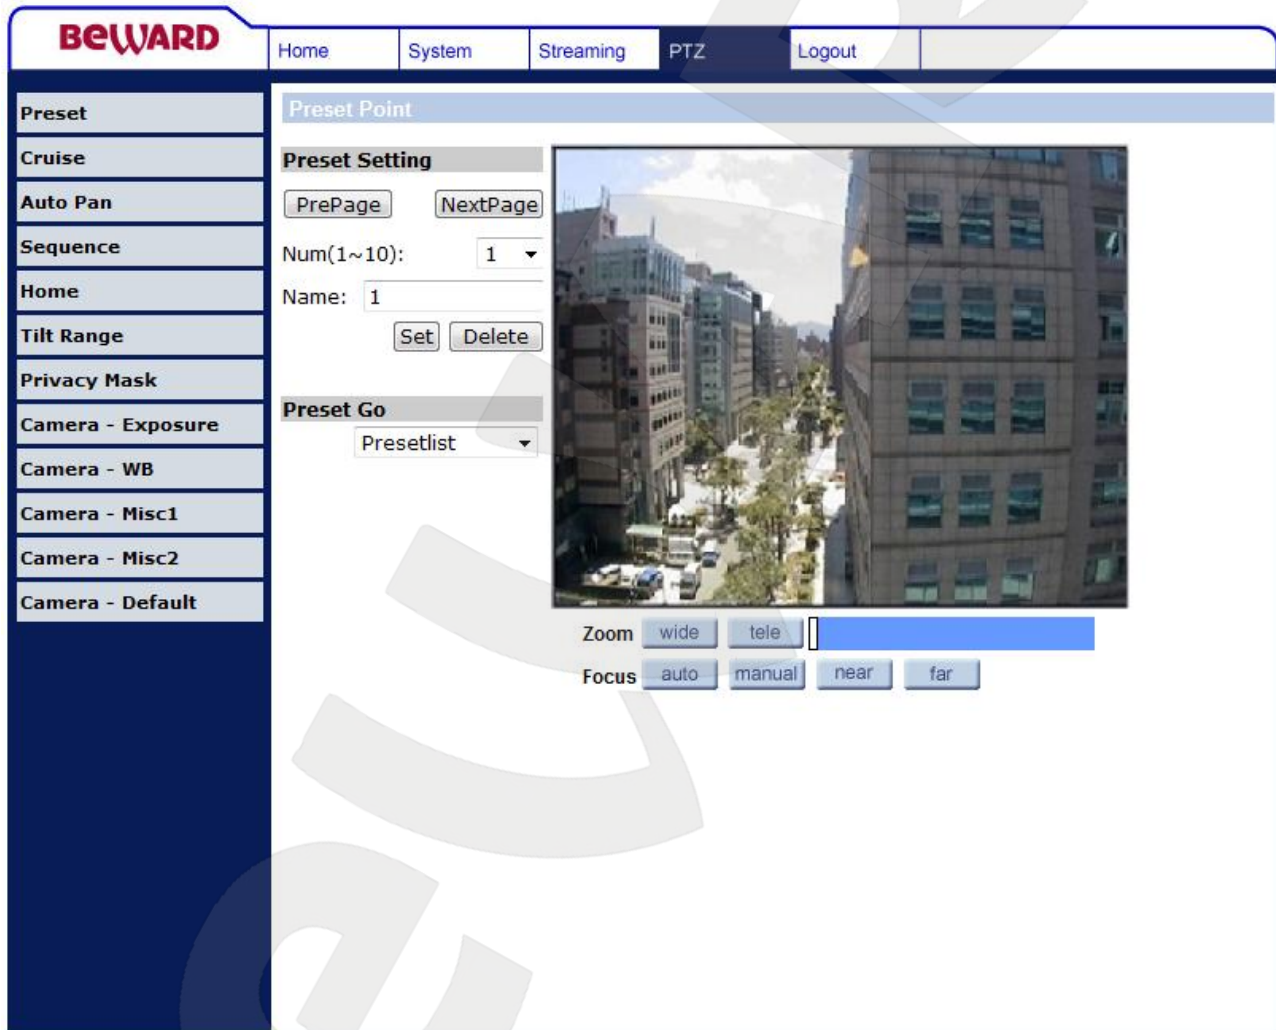 BEWARD
Home System Streaming PTZ Logout
Preset
Cruise
Auto Pan
Sequence
Home
Tilt Range
Privacy Mask
Camera - Exposure
Camera - WB
Camera - Misc1
Camera - Misc2
Camera - Default
Preset Point
Preset Setting
PrePage NextPage
Num(1~10): 1
Name: 1
Set Delete
Preset Go
Presetlist
Zoom wide tele
Focus auto manual near far